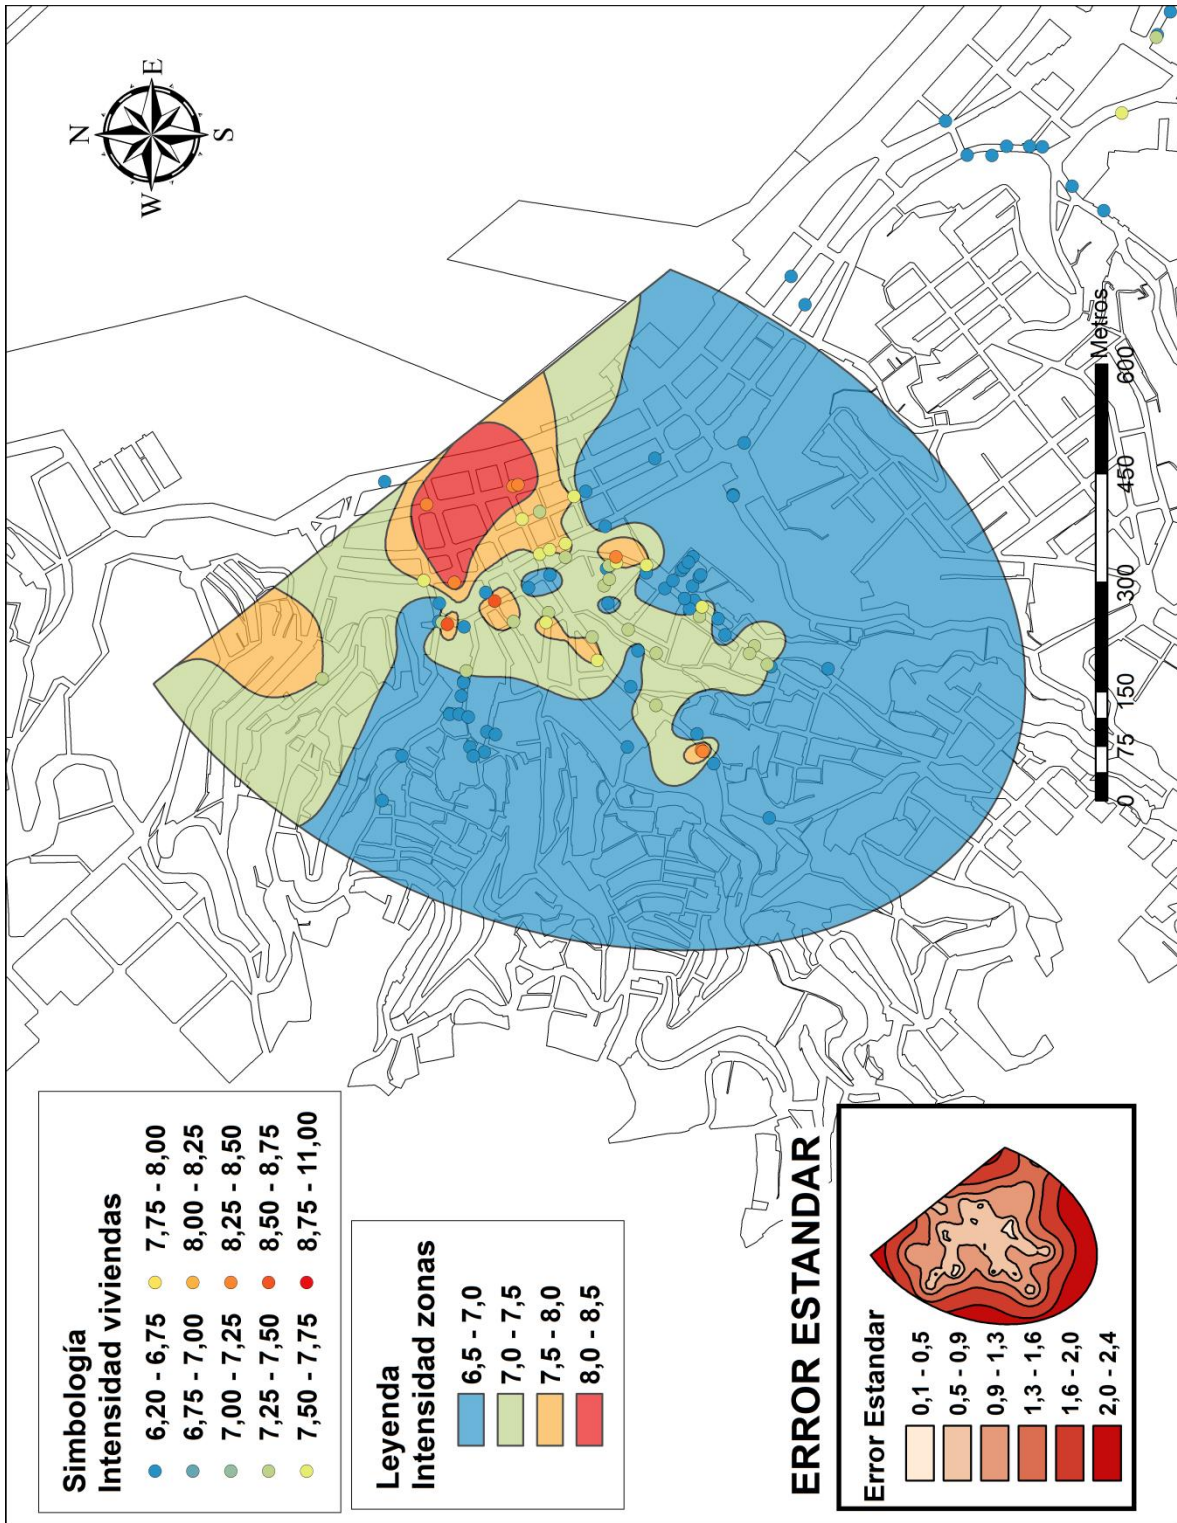 N
W
E
S
Simbología
Intensidad viviendas
6,20 - 6,75
6,75 - 7,00
7,00 - 7,25
7,25 - 7,50
7,50 - 7,75
7,75 - 8,00
8,00 - 8,25
8,25 - 8,50
8,50 - 8,75
8,75 - 11,00
Leyenda
Intensidad zonas
6,5 - 7,0
7,0 - 7,5
7,5 - 8,0
8,0 - 8,5
ERROR ESTANDAR
Error Estandar
0,1 - 0,5
0,5 - 0,9
0,9 - 1,3
1,3 - 1,6
1,6 - 2,0
2,0 - 2,4
0 75 150 300 450 600
Metros